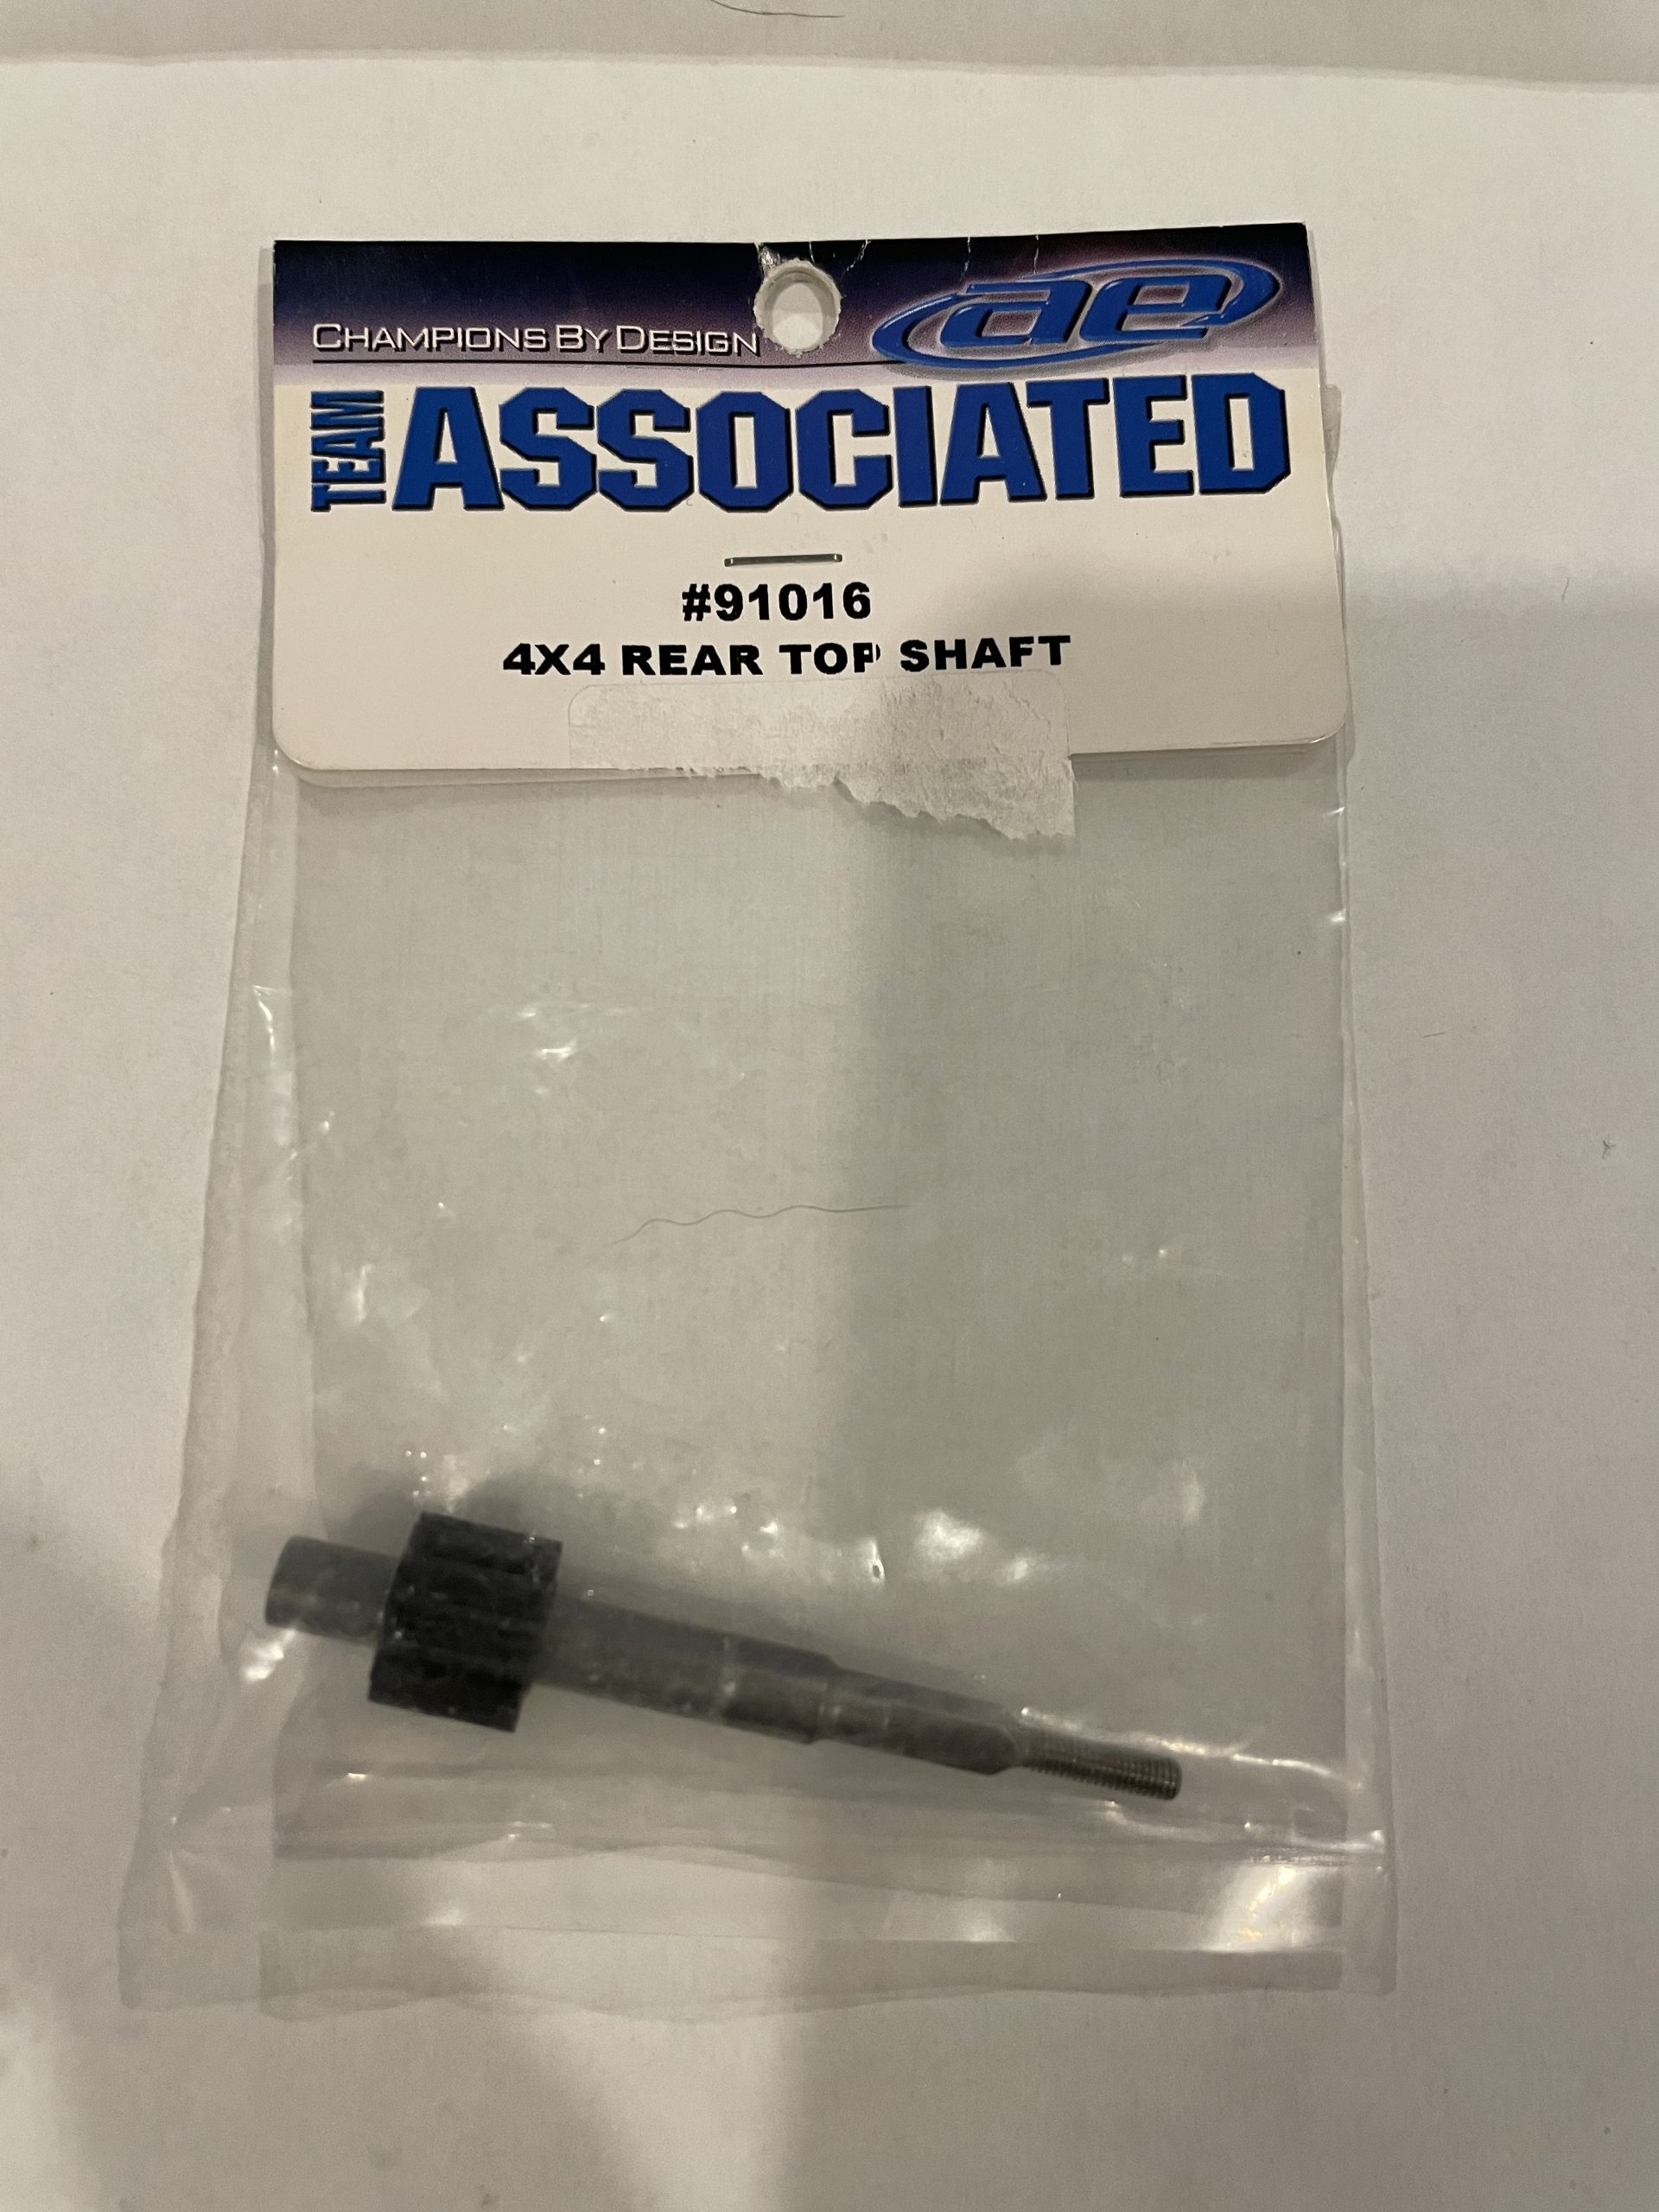 CHAMPIONS BY DESIGN
ae
TEAM ASSOCIATED
#91016
4X4 REAR TOP SHAFT